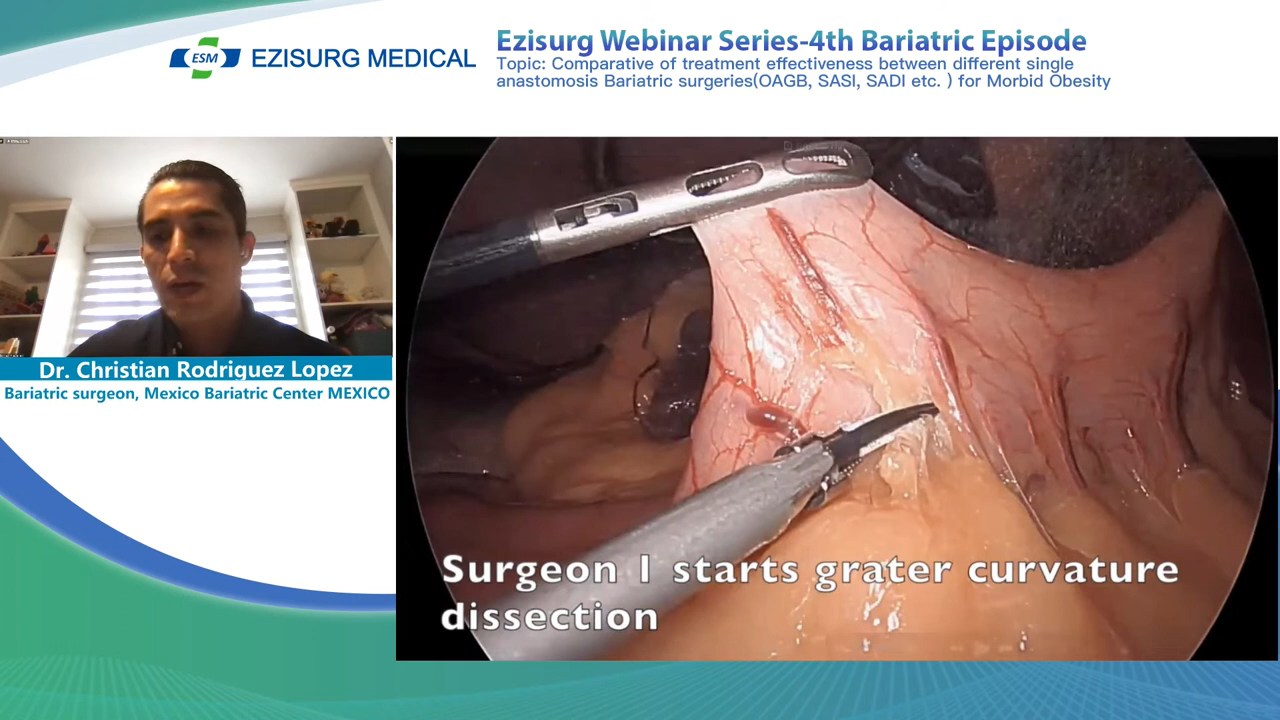 ESM
EZISURG MEDICAL
Ezisurg Webinar Series-4th Bariatric Episode
Topic: Comparative of treatment effectiveness between different single
anastomosis Bariatric surgeries(OAGB, SASI, SADI etc. ) for Morbid Obesity
Dr. Christian Rodriguez Lopez
Bariatric surgeon, Mexico Bariatric Center MEXICO
Surgeon 1 starts grater curvature
dissection